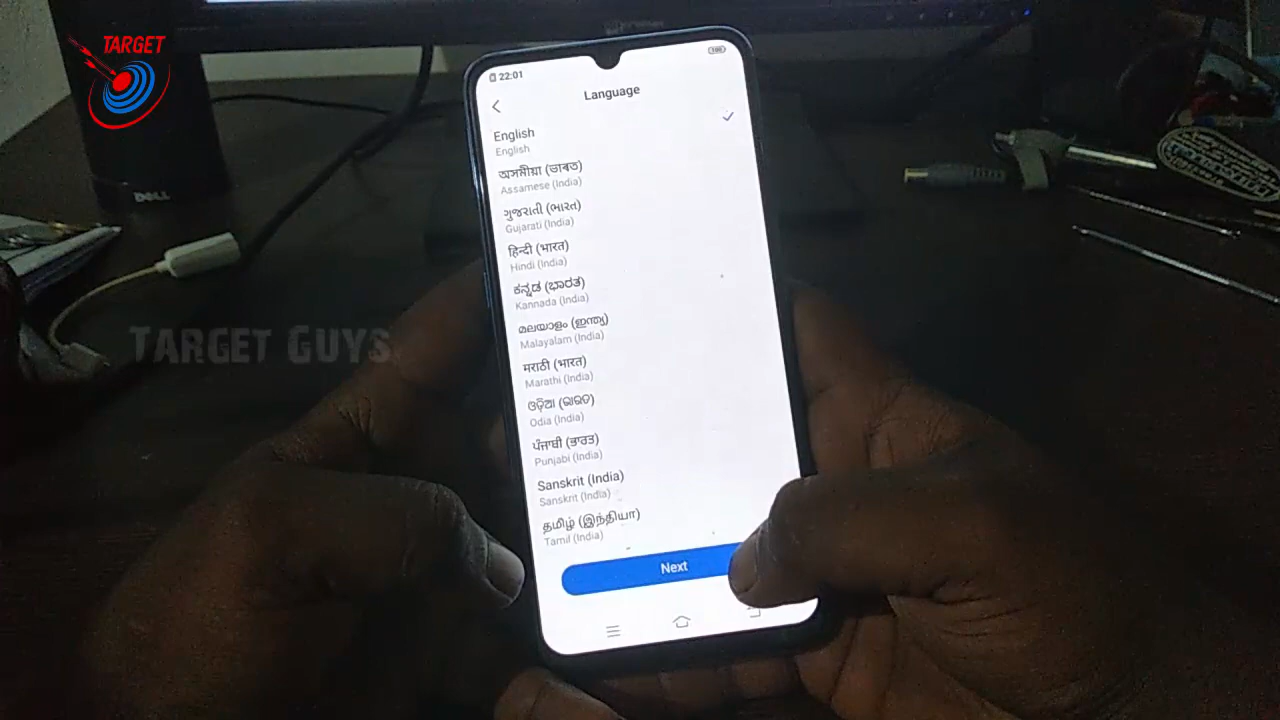 TARGET
22:01
100
Language
English
English
অসমীয়া (ভাৰত)
Assamese (India)
ગુજરાતી (ભારત)
Gujarati (India)
हिन्दी (भारत)
Hindi (India)
ಕನ್ನಡ (ಭಾರತ)
Kannada (India)
മലയാളം (ഇന്ത്യ)
Malayalam (India)
मराठी (भारत)
Marathi (India)
ଓଡ଼ିଆ (ଭାରତ)
Odia (India)
ਪੰਜਾਬੀ (ਭਾਰਤ)
Punjabi (India)
Sanskrit (India)
Sanskrit (India)
தமிழ் (இந்தியா)
Tamil (India)
Next
DELL
TARGET GUYS